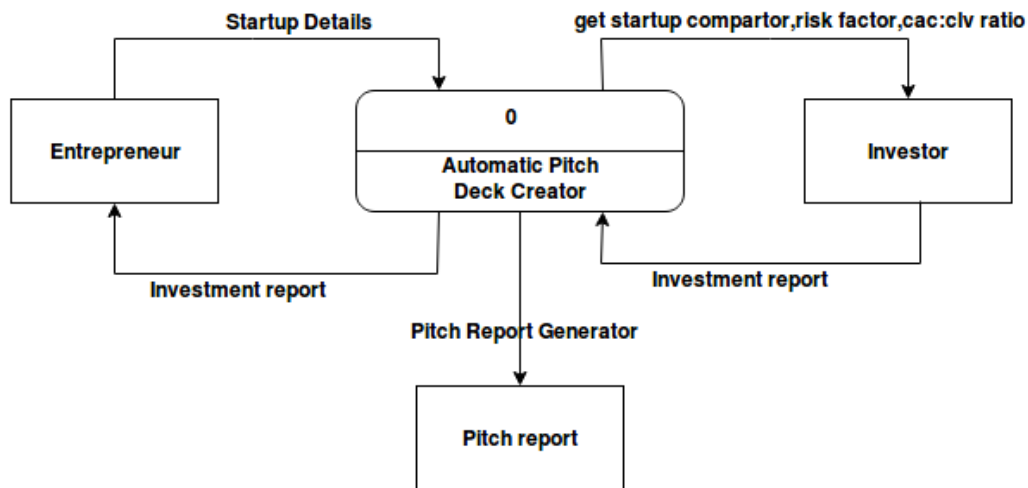 Startup Details
get startup compartor,risk factor,cac:clv ratio
Entrepreneur
0
Automatic Pitch
Deck Creator
Investor
Investment report
Investment report
Pitch Report Generator
Pitch report